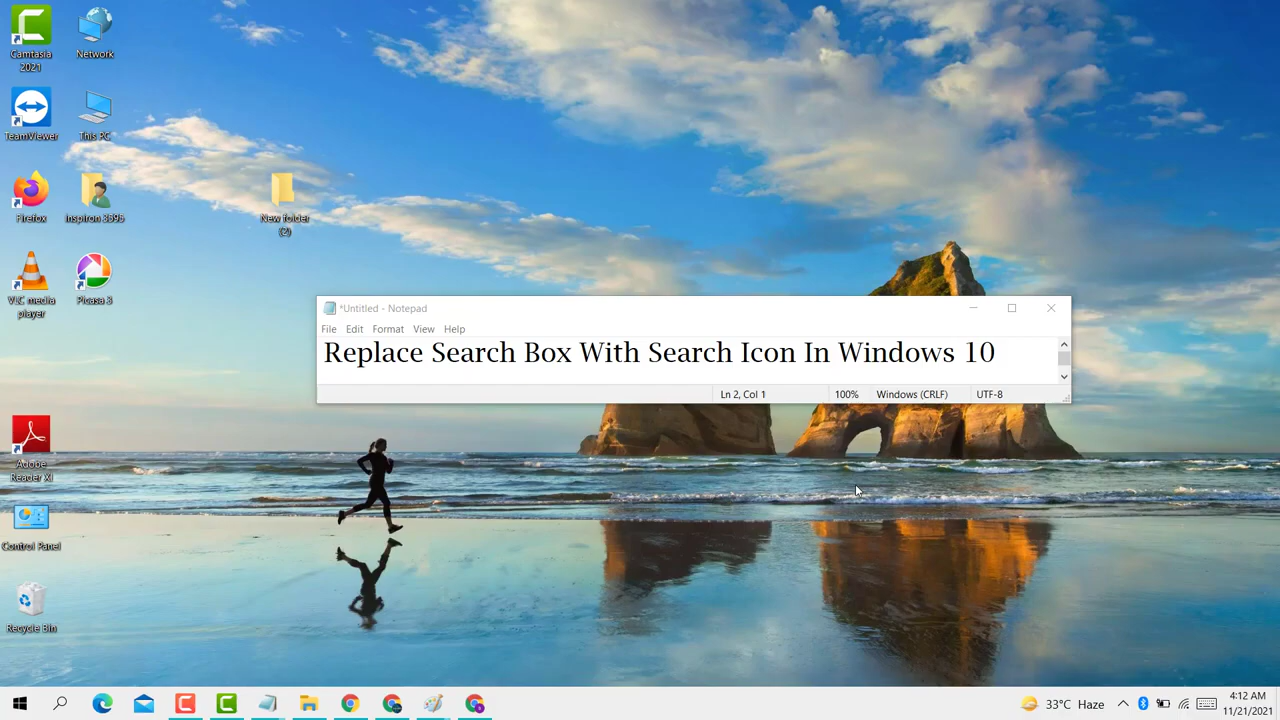 Camtasia
2021
Network
TeamViewer
This PC
Firefox
Inspiron 3593
New folder
(2)
VLC media
player
Picasa 3
*Untitled - Notepad
File Edit Format View Help
Replace Search Box With Search Icon In Windows 10
Ln 2, Col 1 100% Windows (CRLF) UTF-8
Adobe
Reader XI
Control Panel
Recycle Bin
33°C Haze
4:12 AM
11/21/2021